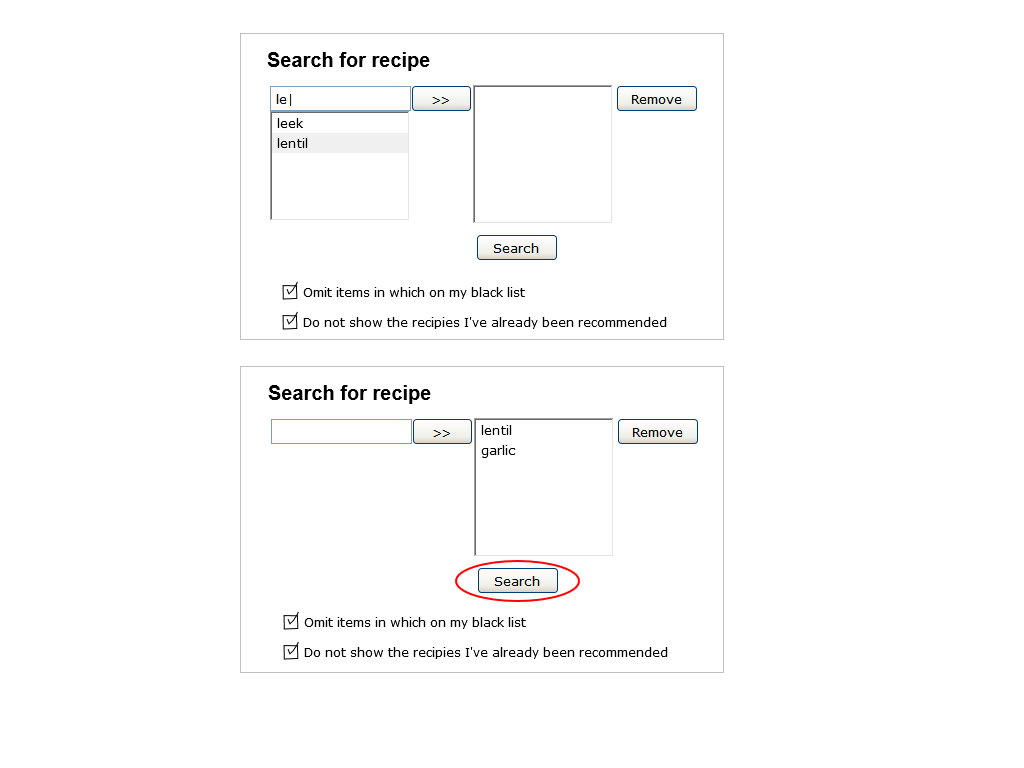 Search for recipe
le
>>
Remove
leek
lentil
Search
Omit items in which on my black list
Do not show the recipies I've already been recommended
Search for recipe
>>
lentil
Remove
garlic
Search
Omit items in which on my black list
Do not show the recipies I've already been recommended